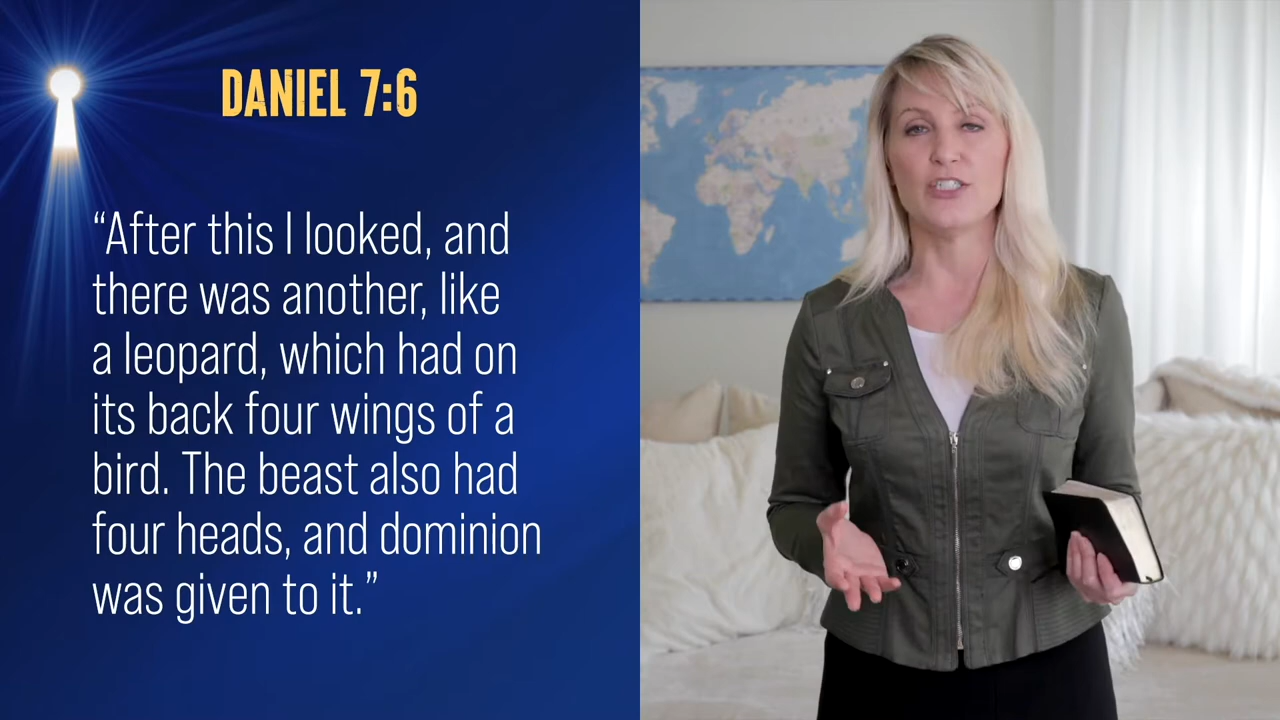 DANIEL 7:6
“After this I looked, and
there was another, like
a leopard, which had on
its back four wings of a
bird. The beast also had
four heads, and dominion
was given to it.”